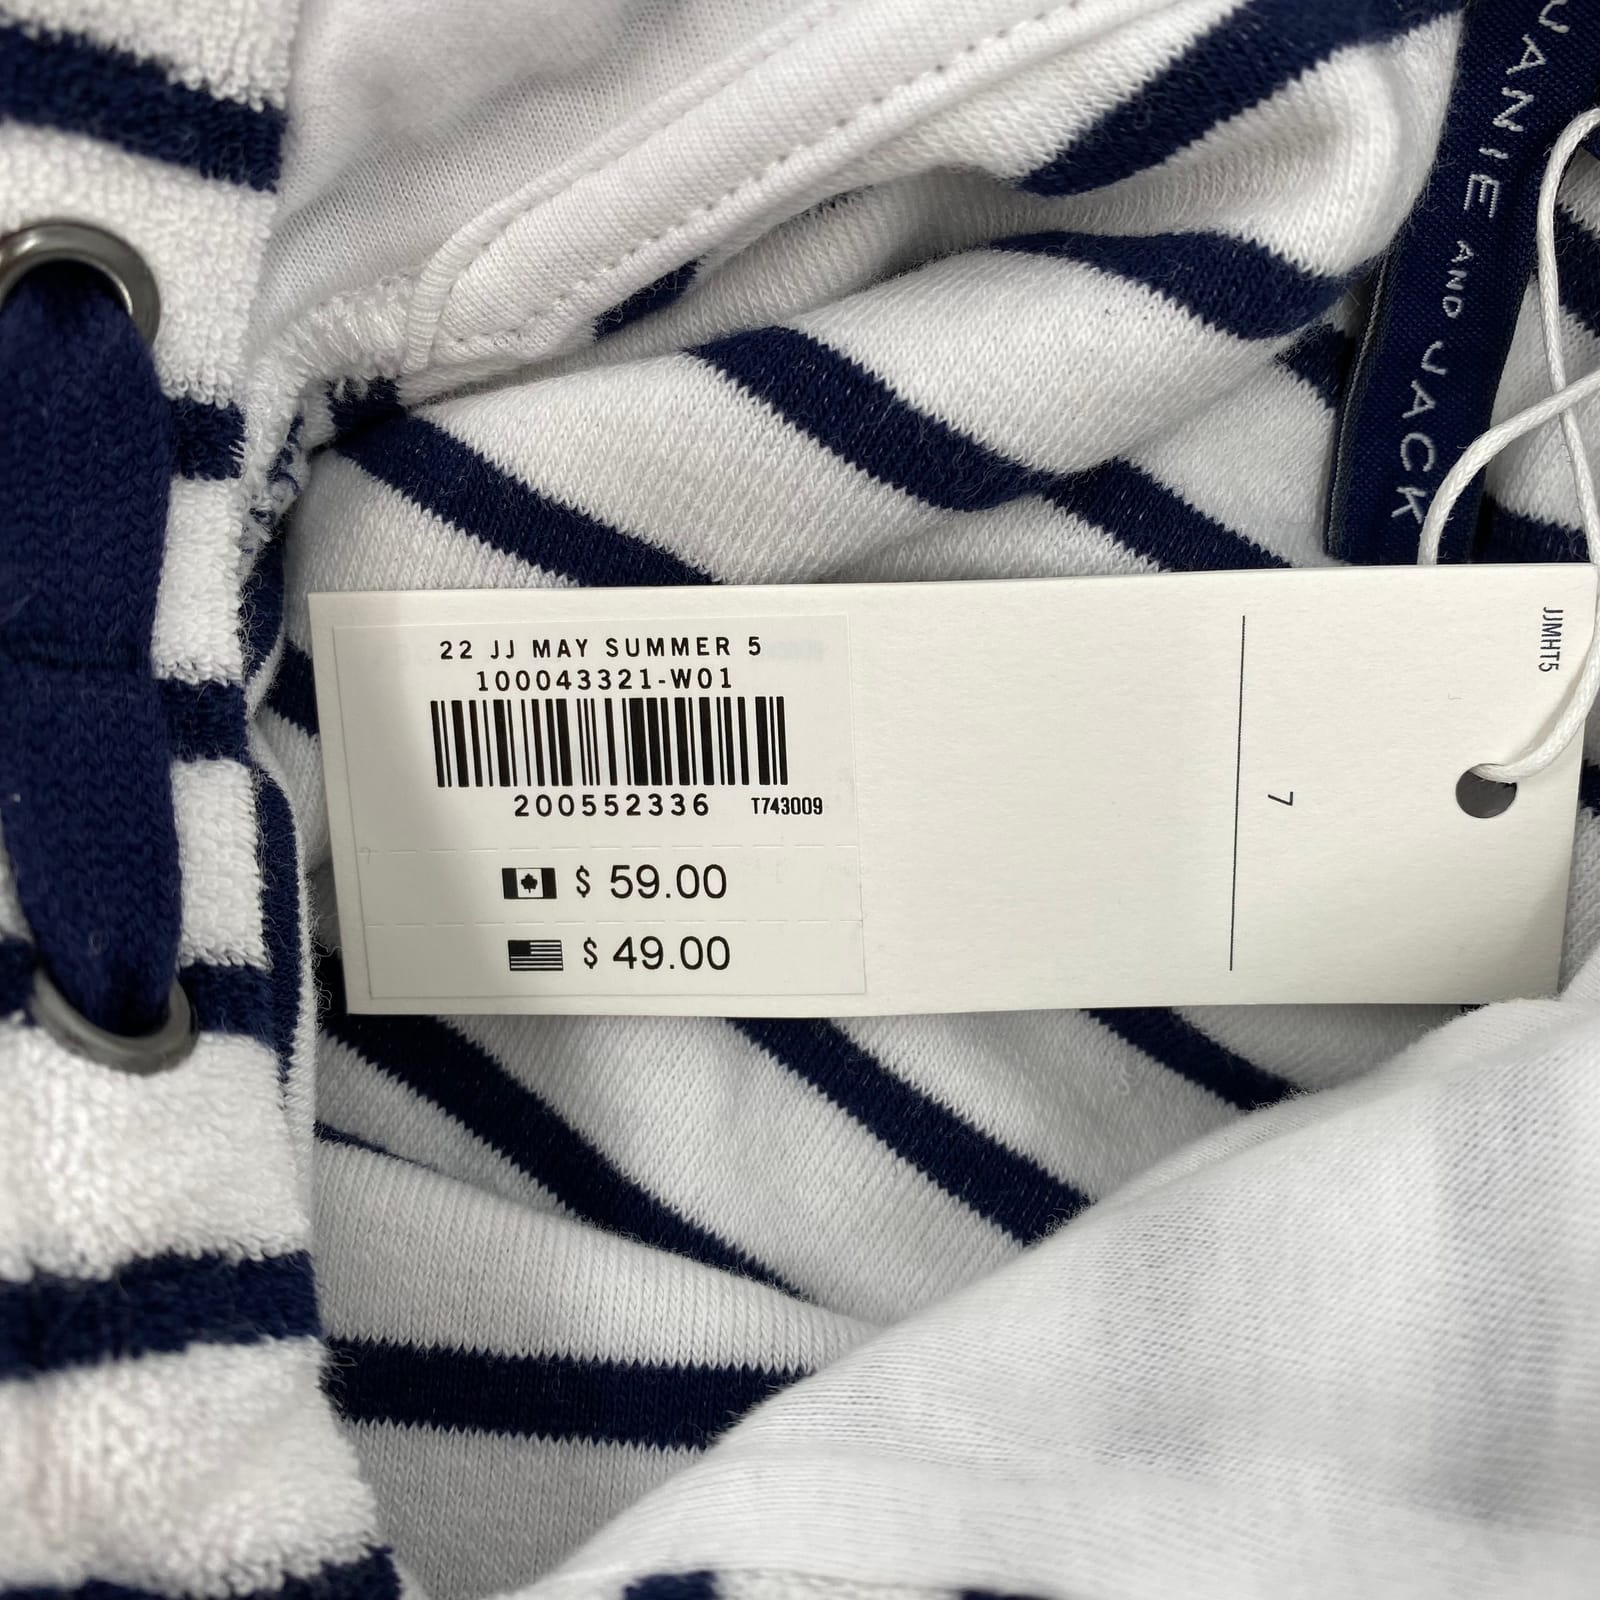 JANIE AND JACK
22 JJ MAY SUMMER 5
100043321-W01
200552336 T743009
$ 59.00
$ 49.00
7
JJMHT5